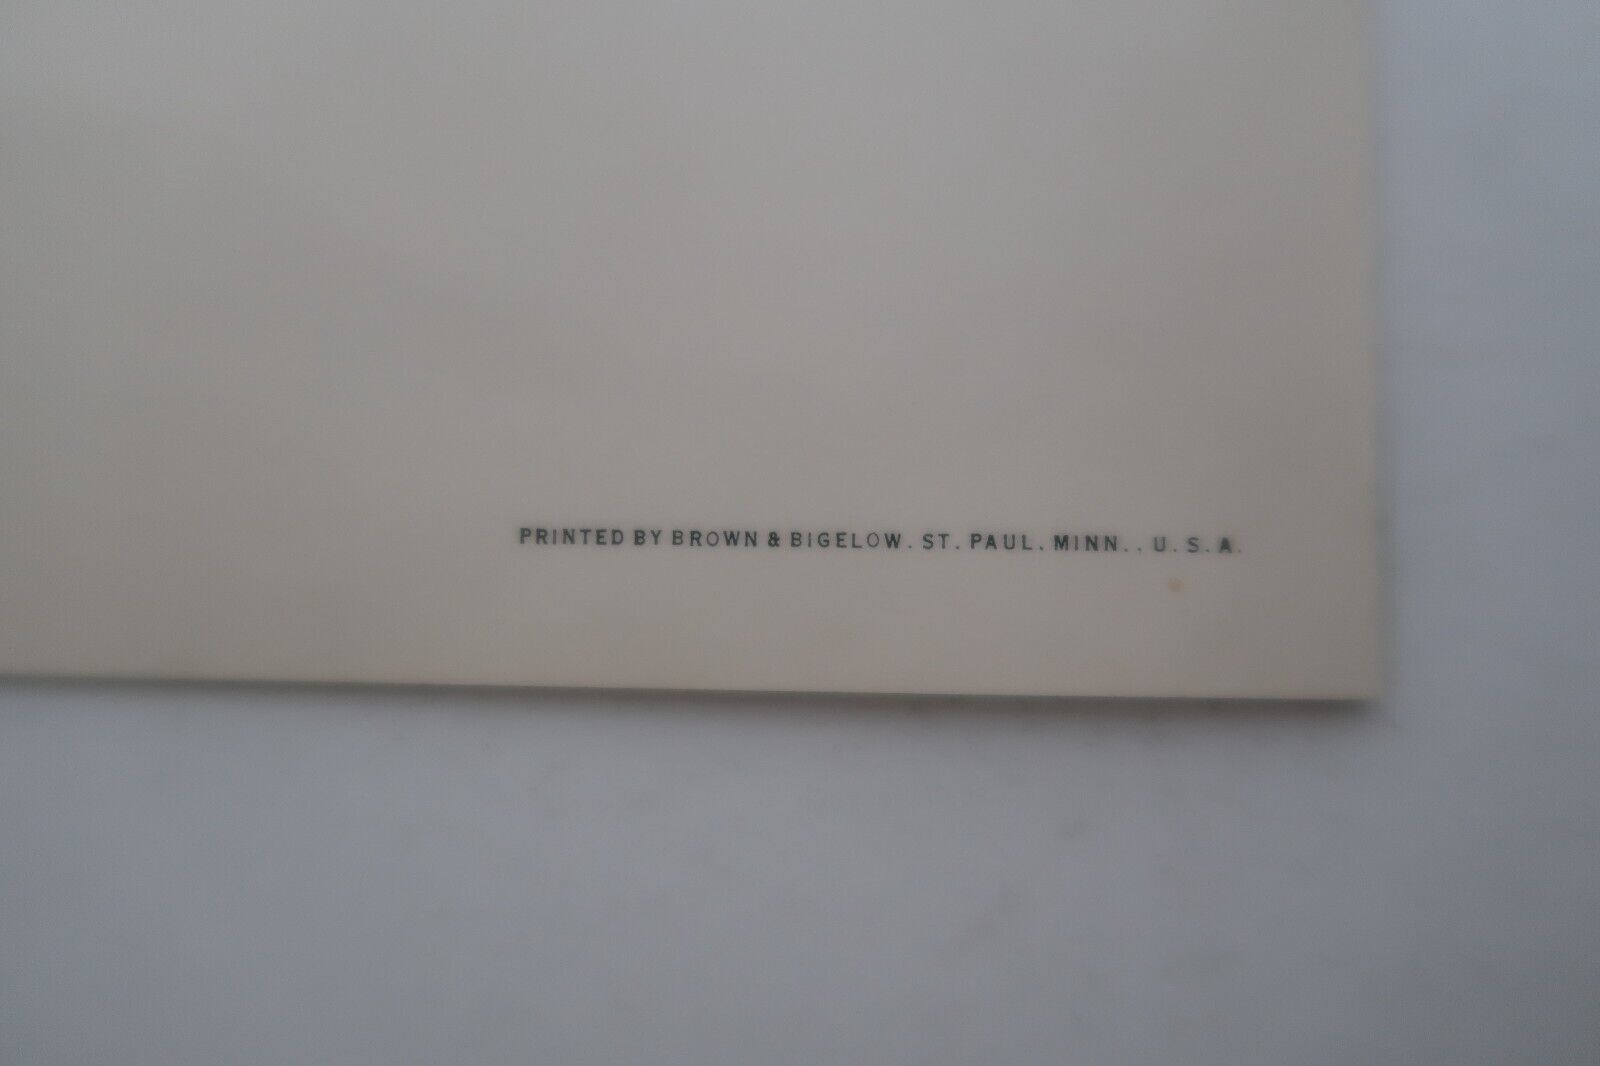 PRINTED BY BROWN & BIGELOW, ST. PAUL, MINN., U. S. A.